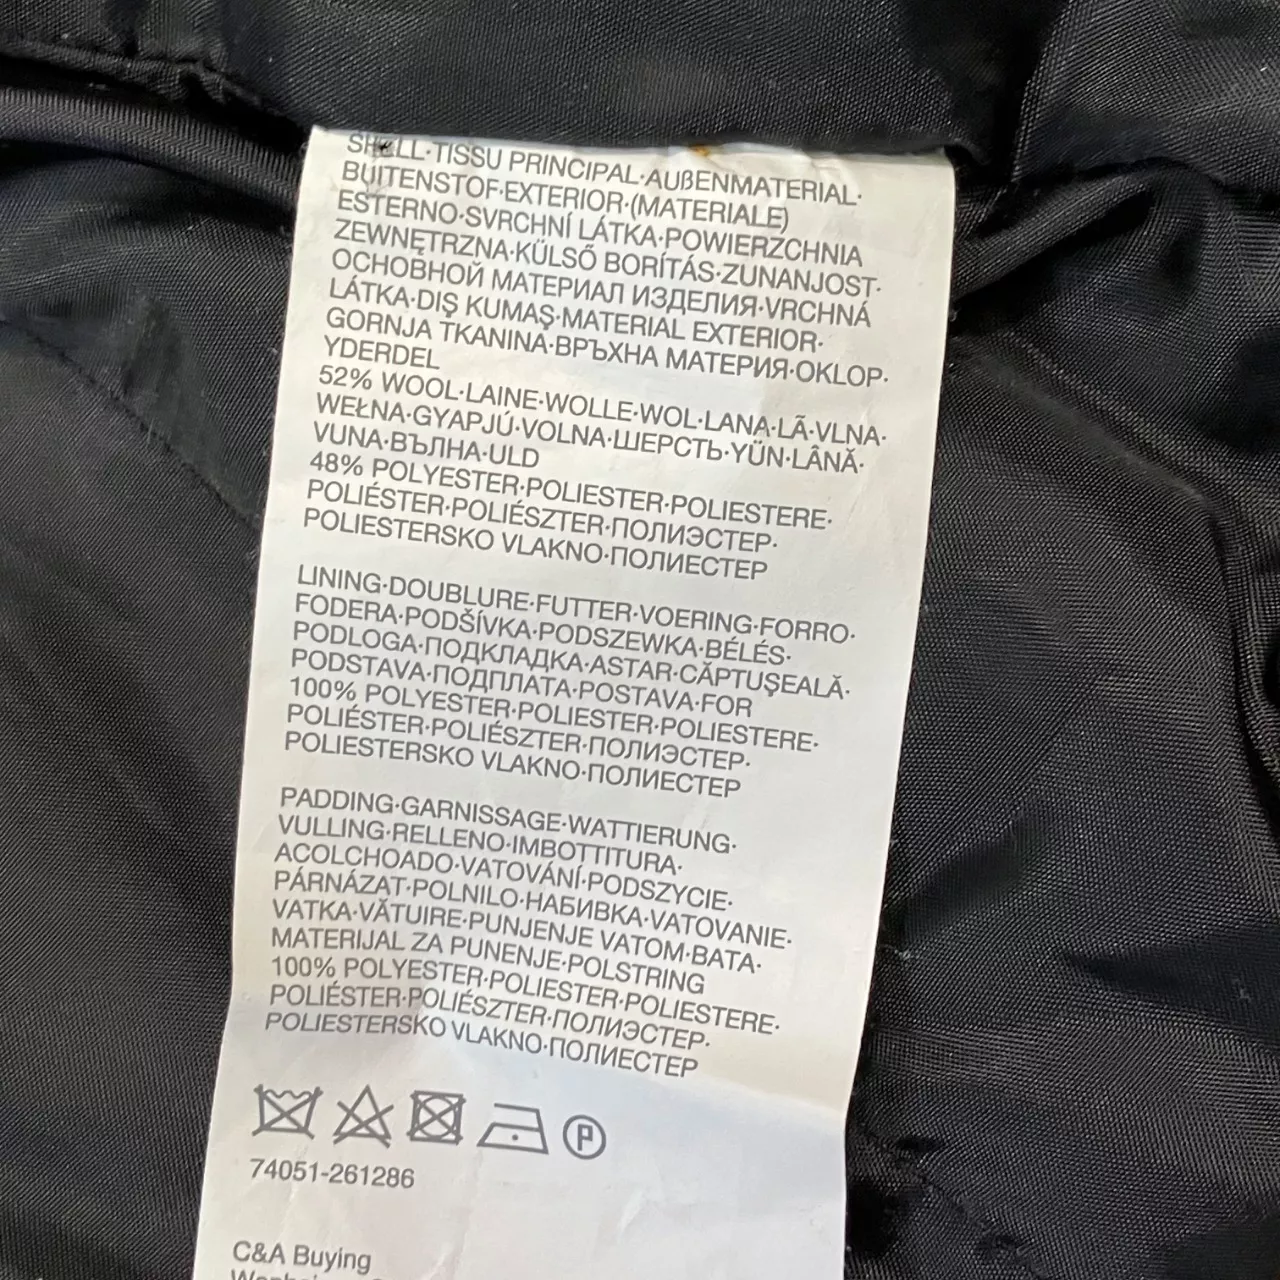 SHELL·TISSU PRINCIPAL·AUßENMATERIAL·
BUITENSTOF·EXTERIOR·(MATERIALE)
ESTERNO·SVRCHNÍ LÁTKA·POWIERZCHNIA
ZEWNĘTRZNA·KÜLSŐ BORÍTÁS·ZUNANJOST·
ОСНОВНОЙ МАТЕРИАЛ ИЗДЕЛИЯ·VRCHNÁ
LÁTKA·DIŞ KUMAŞ·MATERIAL EXTERIOR·
GORNJA TKANINA·ВРЪХНА МАТЕРИЯ·OKLOP·
YDERDEL
52% WOOL·LAINE·WOLLE·WOL·LANA·LÃ·VLNA·
WEŁNA·GYAPJÚ·VOLNA·ШЕРСТЬ·YÜN·LÂNĂ·
VUNA·ВЪЛНА·ULD
48% POLYESTER·POLIESTER·POLIESTERE·
POLIÉSTER·POLIÉSZTER·ПОЛИЭСТЕР·
POLIESTERSKO VLAKNO·ПОЛИЕСТЕР
LINING·DOUBLURE·FUTTER·VOERING·FORRO·
FODERA·PODŠÍVKA·PODSZEWKA·BÉLÉS·
PODLOGA·ПОДКЛАДКА·ASTAR·CĂPTUŞEALĂ·
PODSTAVA·ПОДПЛАТА·POSTAVA·FOR
100% POLYESTER·POLIESTER·POLIESTERE·
POLIÉSTER·POLIÉSZTER·ПОЛИЭСТЕР·
POLIESTERSKO VLAKNO·ПОЛИЕСТЕР
PADDING·GARNISSAGE·WATTIERUNG·
VULLING·RELLENO·IMBOTTITURA·
ACOLCHOADO·VATOVÁNÍ·PODSZYCIE·
PÁRNÁZAT·POLNILO·НАБИВКА·VATOVANIE·
VATKA·VĂTUIRE·PUNJENJE VATOM·ВАТА·
MATERIJAL ZA PUNENJE·POLSTRING
100% POLYESTER·POLIESTER·POLIESTERE·
POLIÉSTER·POLIÉSZTER·ПОЛИЭСТЕР·
POLIESTERSKO VLAKNO·ПОЛИЕСТЕР
P
74051-261286
C&A Buying